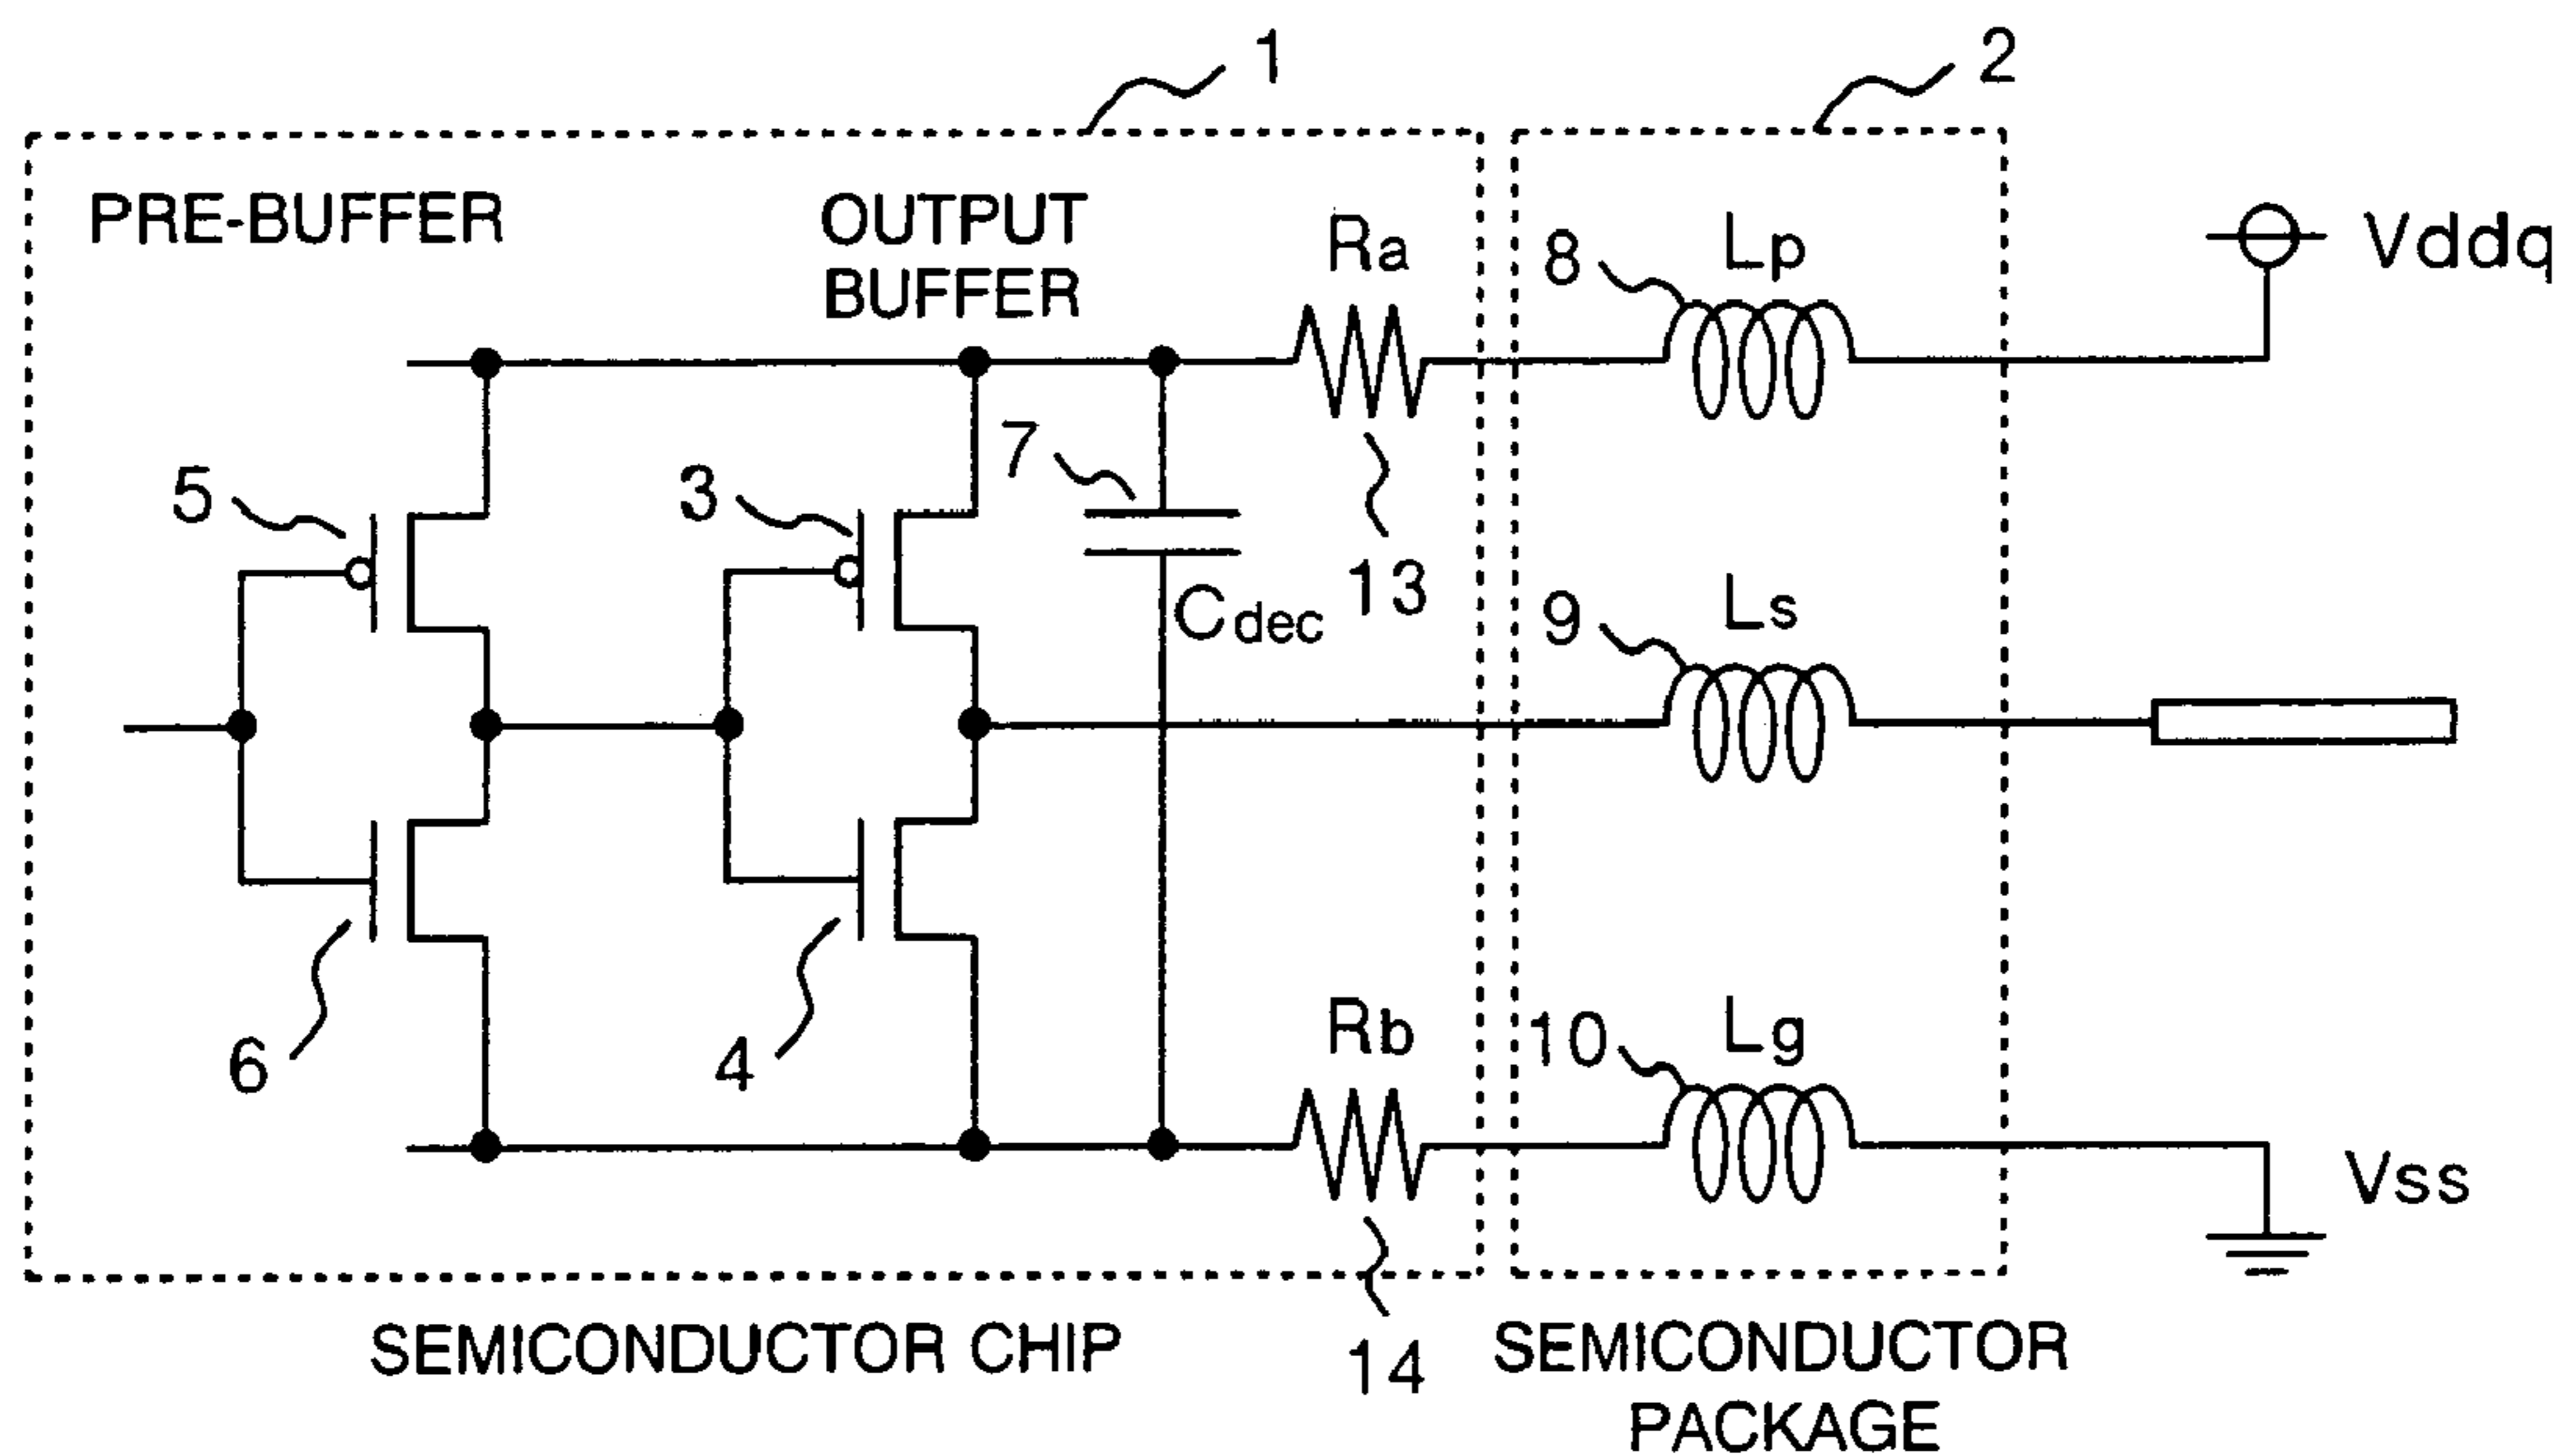 1
2
PRE-BUFFER
OUTPUT
BUFFER
Ra
8
Lp
Vddq
5
3
7
13
Cdec
9
Ls
6
4
Rb
10
Lg
Vss
14
SEMICONDUCTOR CHIP
SEMICONDUCTOR
PACKAGE